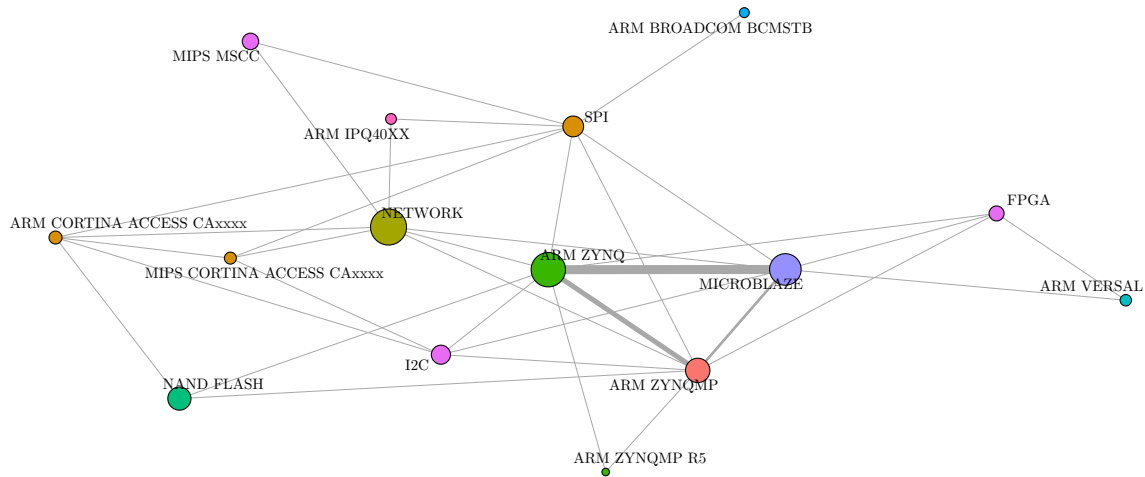 ARM BROADCOM BCMSTB
MIPS MSCC
SPI
ARM IPQ40XX
FPGA
NETWORK
ARM CORTINA ACCESS CAxxxx
ARM ZYNQ
MIPS CORTINA ACCESS CAxxxx
MICROBLAZE
ARM VERSAL
I2C
NAND FLASH
ARM ZYNQMP
ARM ZYNQMP R5